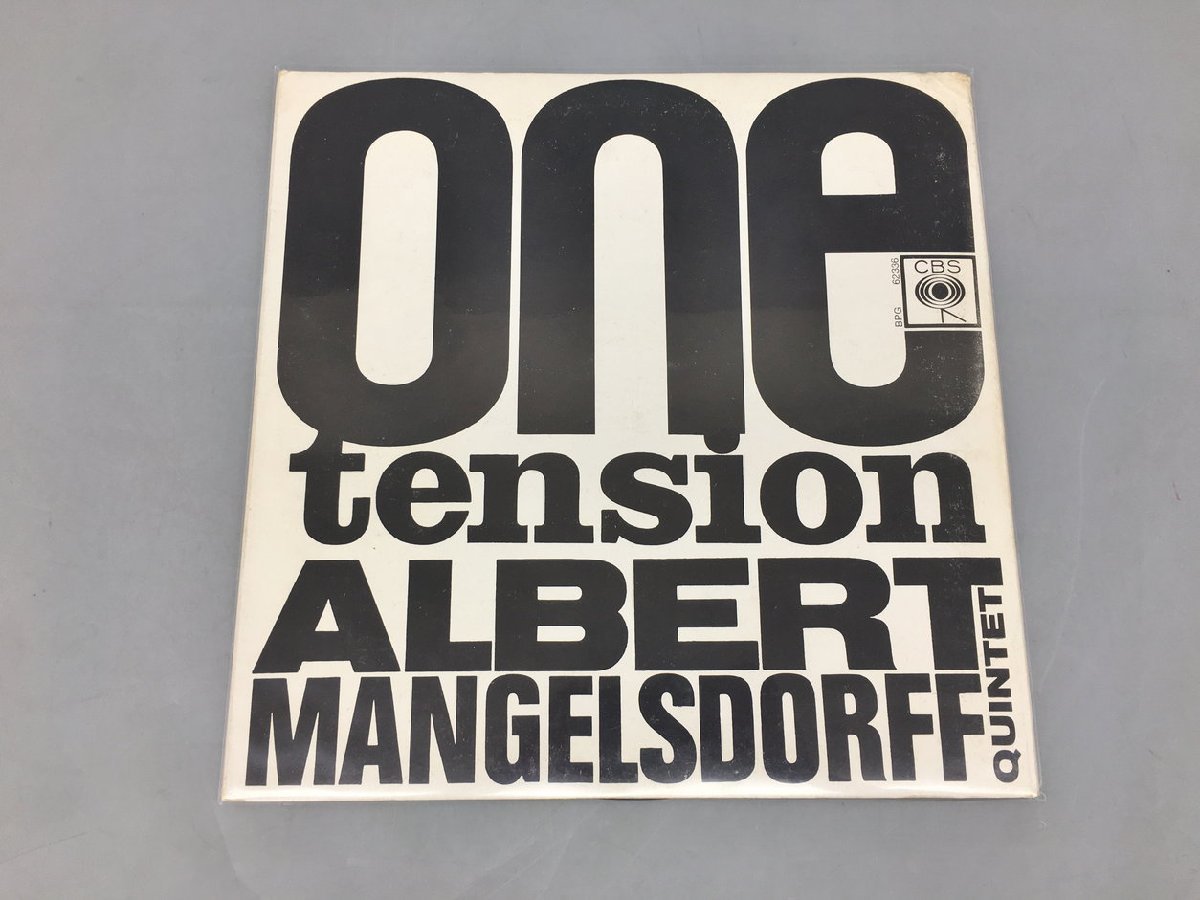 one
CBS
BPG 62336
tension
ALBERT
MANGELSDORFF
QUINTET